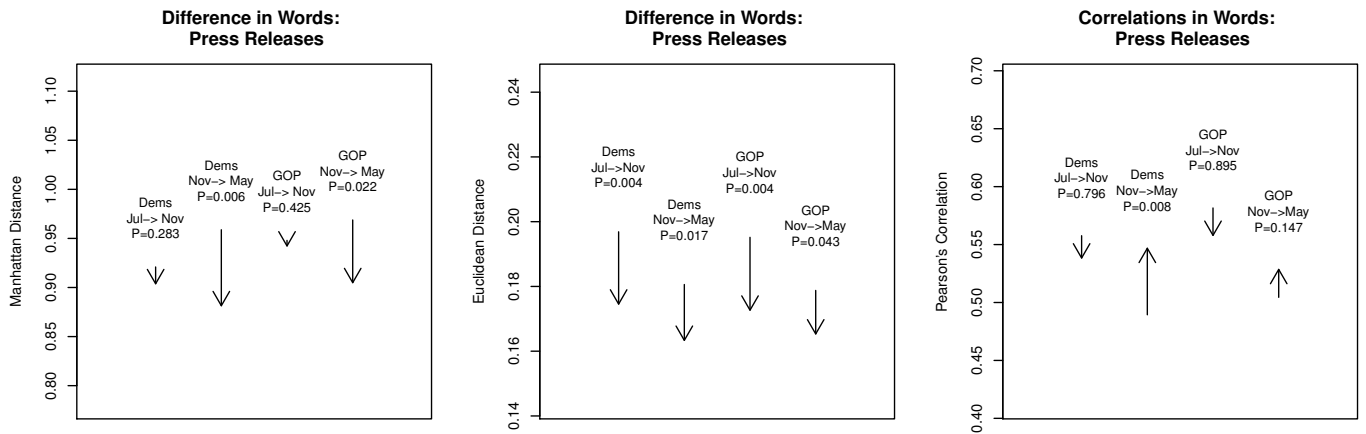 Difference in Words:
Press Releases
Manhattan Distance
1.10
1.05
1.00
0.95
0.90
0.85
0.80
Dems
Jul−> Nov
P=0.283
Dems
Nov−> May
P=0.006
GOP
Jul−> Nov
P=0.425
GOP
Nov−> May
P=0.022
Difference in Words:
Press Releases
Euclidean Distance
0.24
0.22
0.20
0.18
0.16
0.14
Dems
Jul−>Nov
P=0.004
Dems
Nov−>May
P=0.017
GOP
Jul−>Nov
P=0.004
GOP
Nov−>May
P=0.043
Correlations in Words:
Press Releases
Pearson's Correlation
0.70
0.65
0.60
0.55
0.50
0.45
0.40
Dems
Jul−>Nov
P=0.796
Dems
Nov−>May
P=0.008
GOP
Jul−>Nov
P=0.895
GOP
Nov−>May
P=0.147